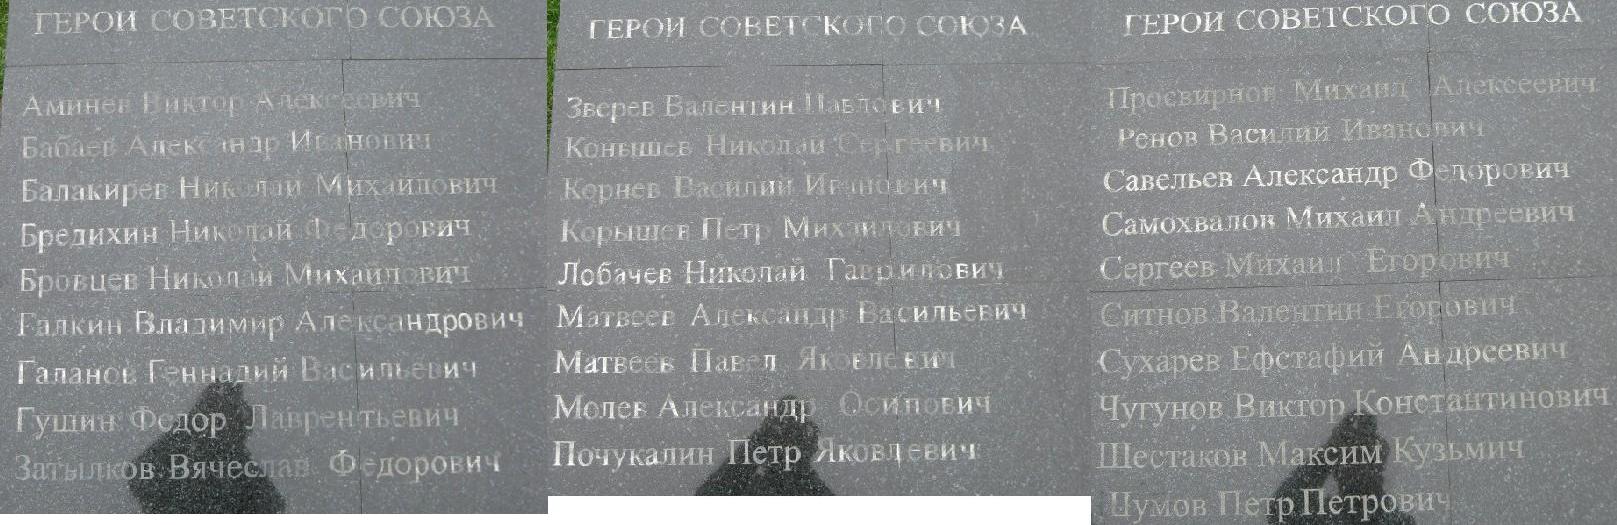 ГЕРОИ СОВЕТСКОГО СОЮЗА
Аминев Виктор Алексеевич
Бабаев Александр Иванович
Балакирев Николай Михайлович
Бредихин Николай Федорович
Бровцев Николай Михайлович
Галкин Владимир Александрович
Галанов Геннадий Васильевич
Гущин Федор Лаврентьевич
Затылков Вячеслав Федорович
ГЕРОИ СОВЕТСКОГО СОЮЗА
Зверев Валентин Павлович
Конышев Николай Сергеевич
Корнев Василий Иванович
Корышев Петр Михайлович
Лобачев Николай Гаврилович
Матвеев Александр Васильевич
Матвеев Павел Яковлевич
Молев Александр Осипович
Почукалин Петр Яковлевич
ГЕРОИ СОВЕТСКОГО СОЮЗА
Просвирнов Михаил Алексеевич
Ренов Василий Иванович
Савельев Александр Федорович
Самохвалов Михаил Андреевич
Сергеев Михаил Егорович
Ситнов Валентин Егорович
Сухарев Ефстафий Андреевич
Чугунов Виктор Константинович
Шестаков Максим Кузьмич
Шумов Петр Петрович